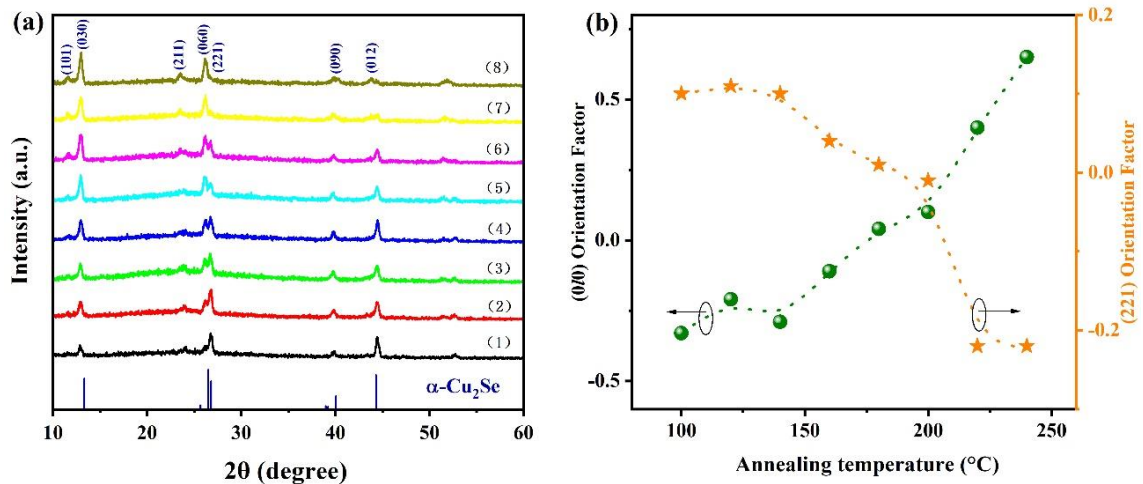 (a)
(101)
(030)
(211)
(060)
(221)
(090)
(012)
(8)
(7)
(6)
(5)
(4)
(3)
(2)
(1)
α-Cu₂Se
Intensity (a.u.)
10 20 30 40 50 60
2θ (degree)
(b)
0.5
0.0
-0.5
(0l0) Orientation Factor
0.2
0.0
-0.2
(221) Orientation Factor
100 150 200 250
Annealing temperature (°C)